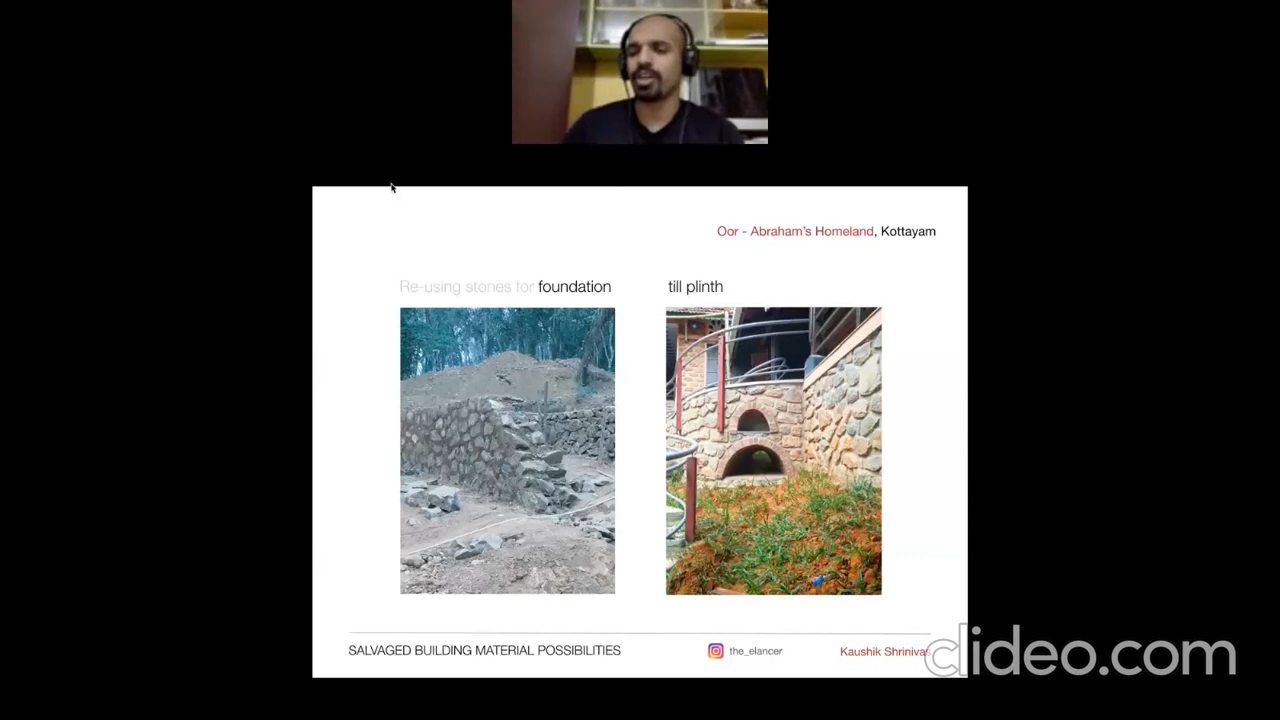 Oor - Abraham's Homeland, Kottayam
Re-using stones for foundation
till plinth
SALVAGED BUILDING MATERIAL POSSIBILITIES
the_elancer
Kaushik Shrinivas
clideo.com